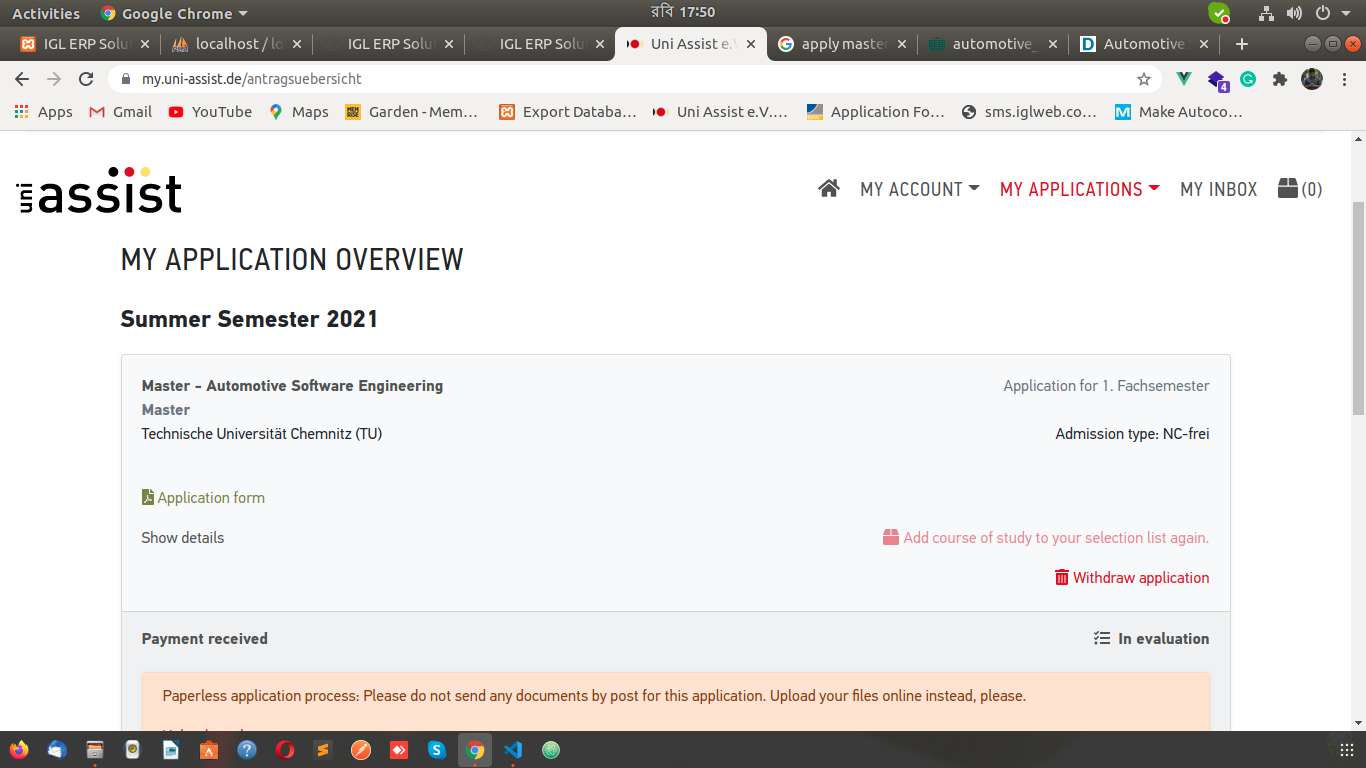 Activities
Google Chrome
রবি 17:50
IGL ERP Solu
localhost / lo
IGL ERP Solu
IGL ERP Solu
Uni Assist e.V
apply master
automotive_
Automotive S
my.uni-assist.de/antragsuebersicht
4
Apps
Gmail
YouTube
Maps
Garden - Mem...
Export Databa...
Uni Assist e.V....
Application Fo...
sms.iglweb.co...
Make Autoco...
uni assist
MY ACCOUNT
MY APPLICATIONS
MY INBOX
(0)
MY APPLICATION OVERVIEW
Summer Semester 2021
Master - Automotive Software Engineering
Application for 1. Fachsemester
Master
Technische Universität Chemnitz (TU)
Admission type: NC-frei
Application form
Show details
Add course of study to your selection list again.
Withdraw application
Payment received
In evaluation
Paperless application process: Please do not send any documents by post for this application. Upload your files online instead, please.